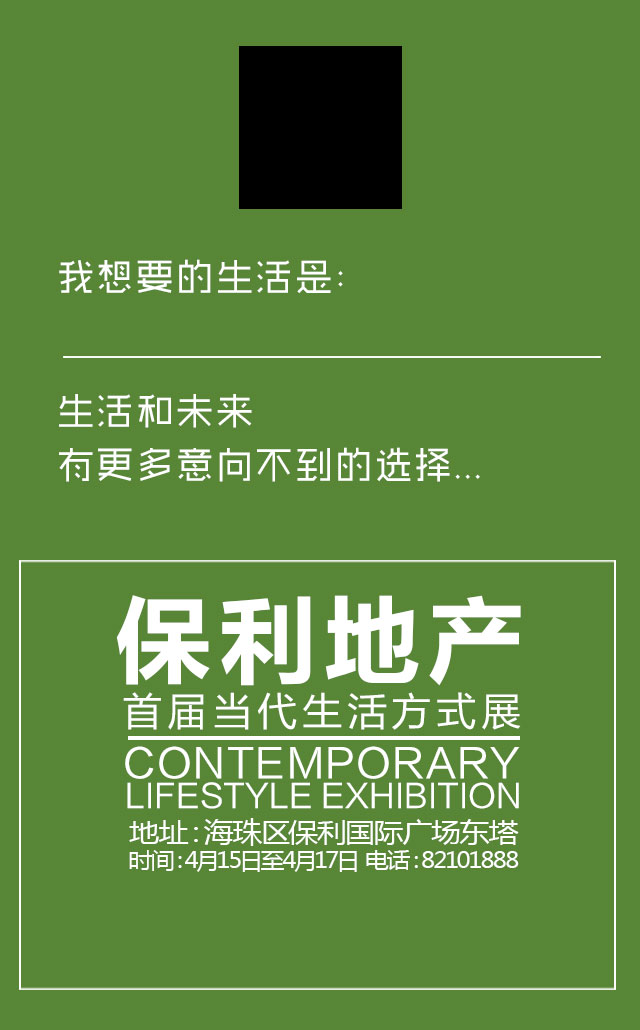 我想要的生活是:
生活和未来
有更多意向不到的选择...
保利地产
首届当代生活方式展
CONTEMPORARY
LIFESTYLE EXHIBITION
地址:海珠区保利国际广场东塔
时间:4月15日至4月17日 电话:82101888